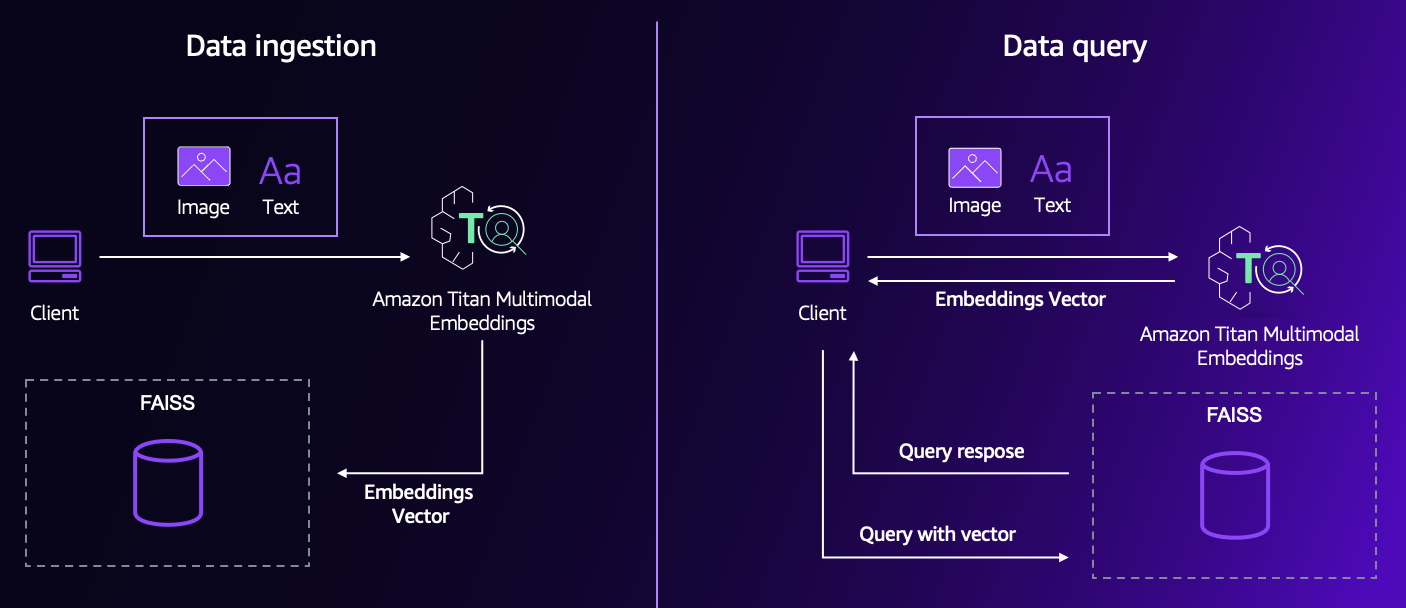 Data ingestion
Aa
Image
Text
Client
T
Amazon Titan Multimodal
Embeddings
FAISS
Embeddings
Vector
Data query
Aa
Image
Text
Client
T
Embeddings Vector
Amazon Titan Multimodal
Embeddings
FAISS
Query respose
Query with vector